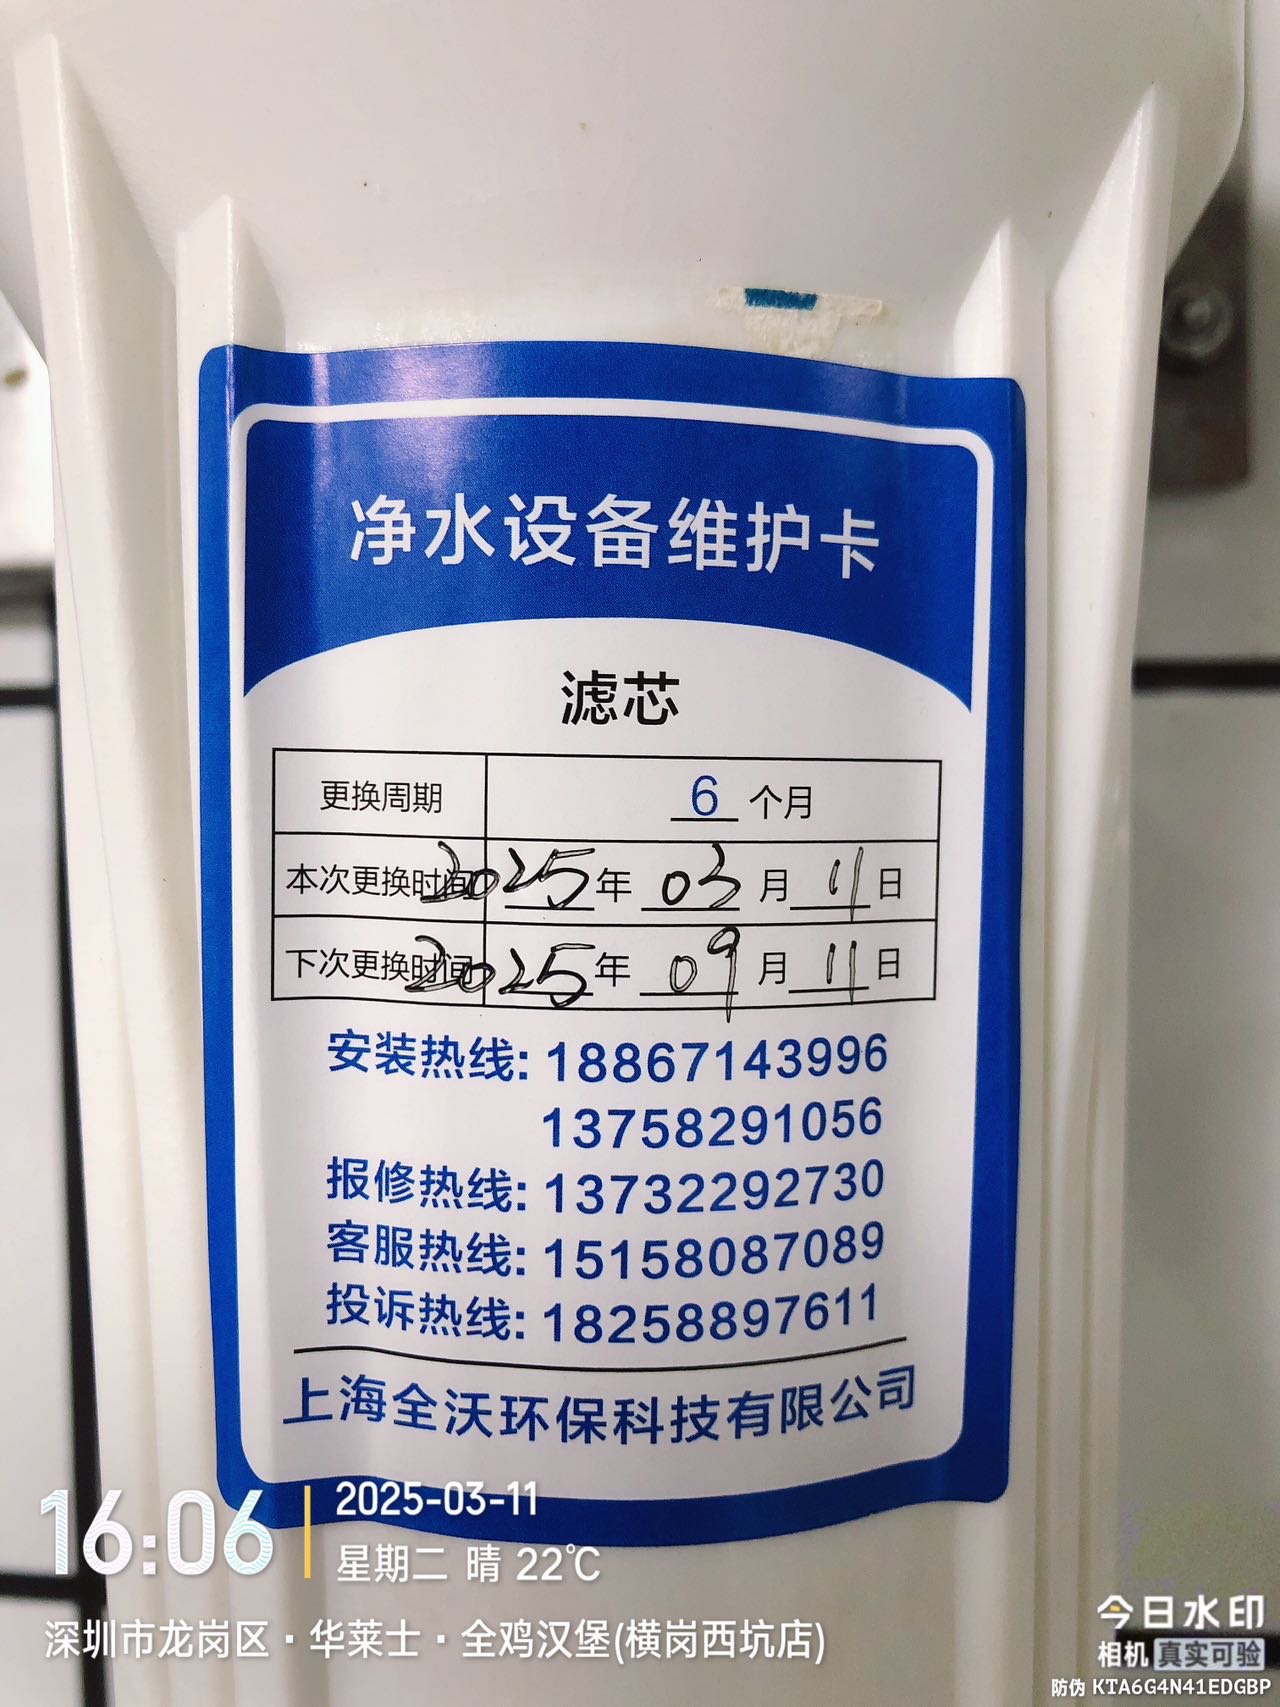 净水设备维护卡
滤芯
更换周期 6 个月
本次更换时间 2025 年 03 月 11 日
下次更换时间 2025 年 09 月 11 日
安装热线: 18867143996
13758291056
报修热线: 13732292730
客服热线: 15158087089
投诉热线: 18258897611
上海全沃环保科技有限公司
16:06
2025-03-11
星期二 晴 22℃
深圳市龙岗区·华莱士·全鸡汉堡(横岗西坑店)
今日水印
相机 真实可验
防伪 KTA6G4N41EDGBP